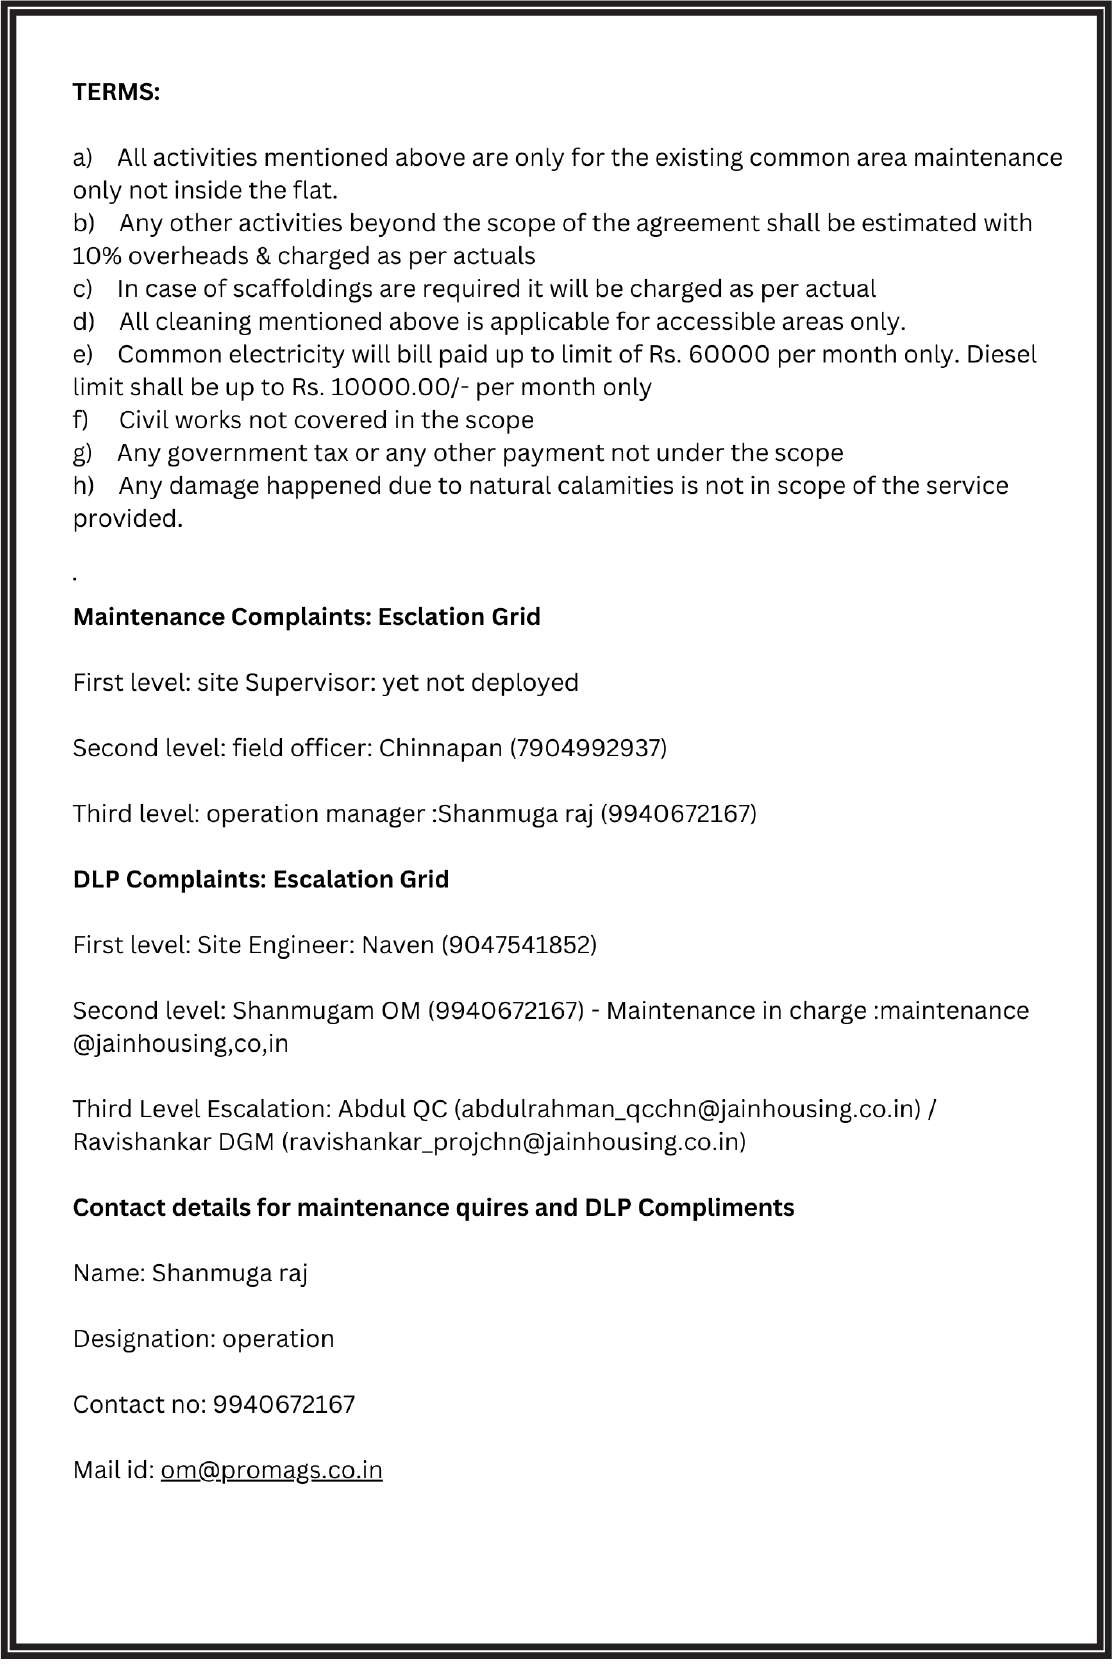 TERMS:
a) All activities mentioned above are only for the existing common area maintenance
only not inside the flat.
b) Any other activities beyond the scope of the agreement shall be estimated with
10% overheads & charged as per actuals
c) In case of scaffoldings are required it will be charged as per actual
d) All cleaning mentioned above is applicable for accessible areas only.
e) Common electricity will bill paid up to limit of Rs. 60000 per month only. Diesel
limit shall be up to Rs. 10000.00/- per month only
f) Civil works not covered in the scope
g) Any government tax or any other payment not under the scope
h) Any damage happened due to natural calamities is not in scope of the service
provided.
.
Maintenance Complaints: Esclation Grid
First level: site Supervisor: yet not deployed
Second level: field officer: Chinnapan (7904992937)
Third level: operation manager :Shanmuga raj (9940672167)
DLP Complaints: Escalation Grid
First level: Site Engineer: Naven (9047541852)
Second level: Shanmugam OM (9940672167) - Maintenance in charge :maintenance
@jainhousing,co,in
Third Level Escalation: Abdul QC (abdulrahman_qcchn@jainhousing.co.in) /
Ravishankar DGM (ravishankar_projchn@jainhousing.co.in)
Contact details for maintenance quires and DLP Compliments
Name: Shanmuga raj
Designation: operation
Contact no: 9940672167
Mail id: om@promags.co.in